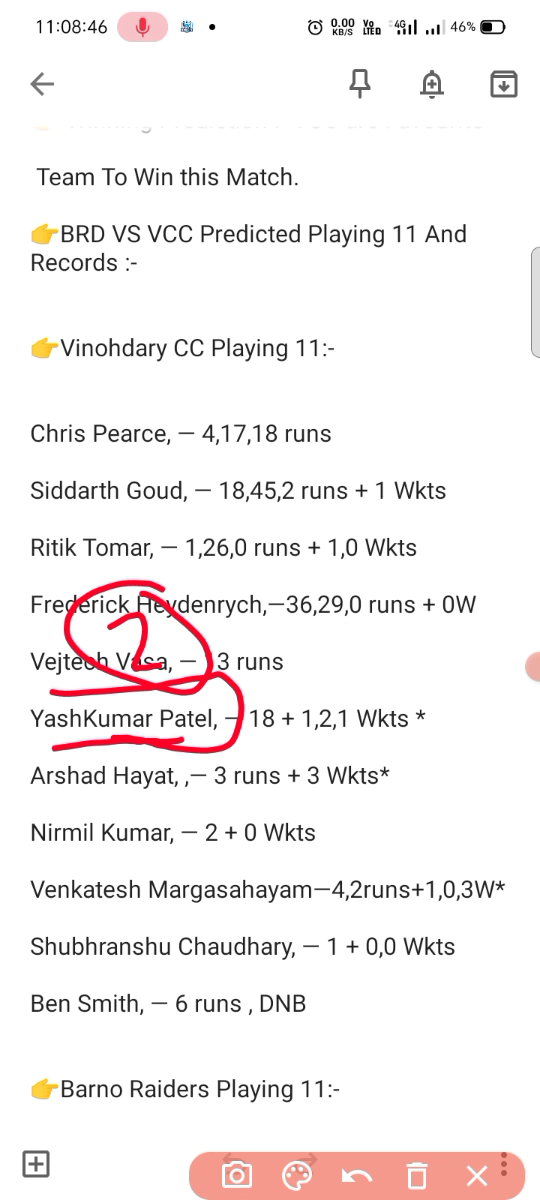 11:08:46
0.00 KB/S
Vo LTED
4G
46%
Team To Win this Match.
👉BRD VS VCC Predicted Playing 11 And
Records :-
👉Vinohdary CC Playing 11:-
Chris Pearce, — 4,17,18 runs
Siddarth Goud, — 18,45,2 runs + 1 Wkts
Ritik Tomar, — 1,26,0 runs + 1,0 Wkts
Frederick Heydenrych,—36,29,0 runs + 0W
2
Vejtech Vasa, — 3 runs
YashKumar Patel, — 18 + 1,2,1 Wkts *
Arshad Hayat, ,— 3 runs + 3 Wkts*
Nirmil Kumar, — 2 + 0 Wkts
Venkatesh Margasahayam—4,2runs+1,0,3W*
Shubhranshu Chaudhary, — 1 + 0,0 Wkts
Ben Smith, — 6 runs , DNB
👉Barno Raiders Playing 11:-